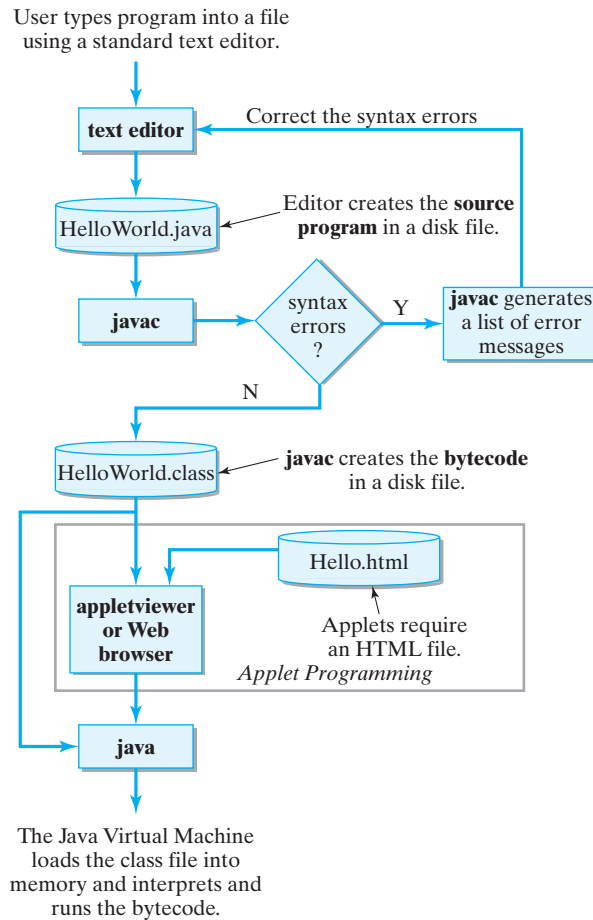 User types program into a file
using a standard text editor.
text editor
Correct the syntax errors
HelloWorld.java
Editor creates the source
program in a disk file.
javac
syntax
errors
?
Y
javac generates
a list of error
messages
N
HelloWorld.class
javac creates the bytecode
in a disk file.
Hello.html
appletviewer
or Web
browser
Applets require
an HTML file.
Applet Programming
java
The Java Virtual Machine
loads the class file into
memory and interprets and
runs the bytecode.